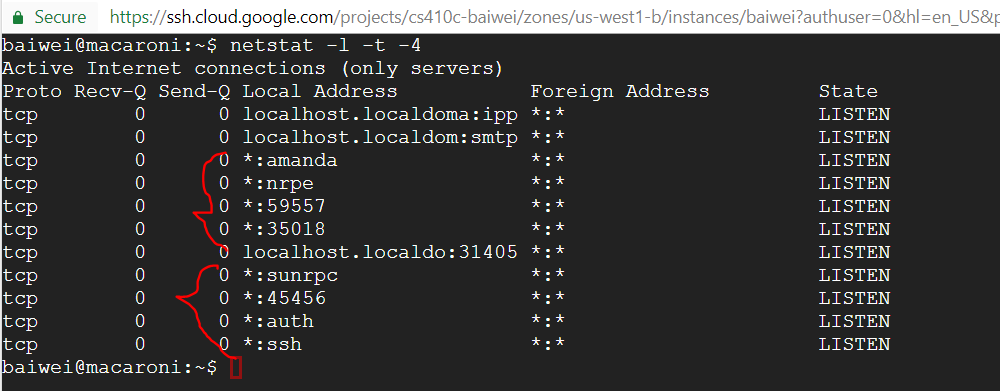 Secure https://ssh.cloud.google.com/projects/cs410c-baiwei/zones/us-west1-b/instances/baiwei?authuser=0&hl=en_US&p
baiwei@macaroni:~$ netstat -l -t -4
Active Internet connections (only servers)
Proto Recv-Q Send-Q Local Address Foreign Address State
tcp 0 0 localhost.localdoma:ipp *:* LISTEN
tcp 0 0 localhost.localdom:smtp *:* LISTEN
tcp 0 0 *:amanda *:* LISTEN
tcp 0 0 *:nrpe *:* LISTEN
tcp 0 0 *:59557 *:* LISTEN
tcp 0 0 *:35018 *:* LISTEN
tcp 0 0 localhost.localdo:31405 *:* LISTEN
tcp 0 0 *:sunrpc *:* LISTEN
tcp 0 0 *:45456 *:* LISTEN
tcp 0 0 *:auth *:* LISTEN
tcp 0 0 *:ssh *:* LISTEN
baiwei@macaroni:~$